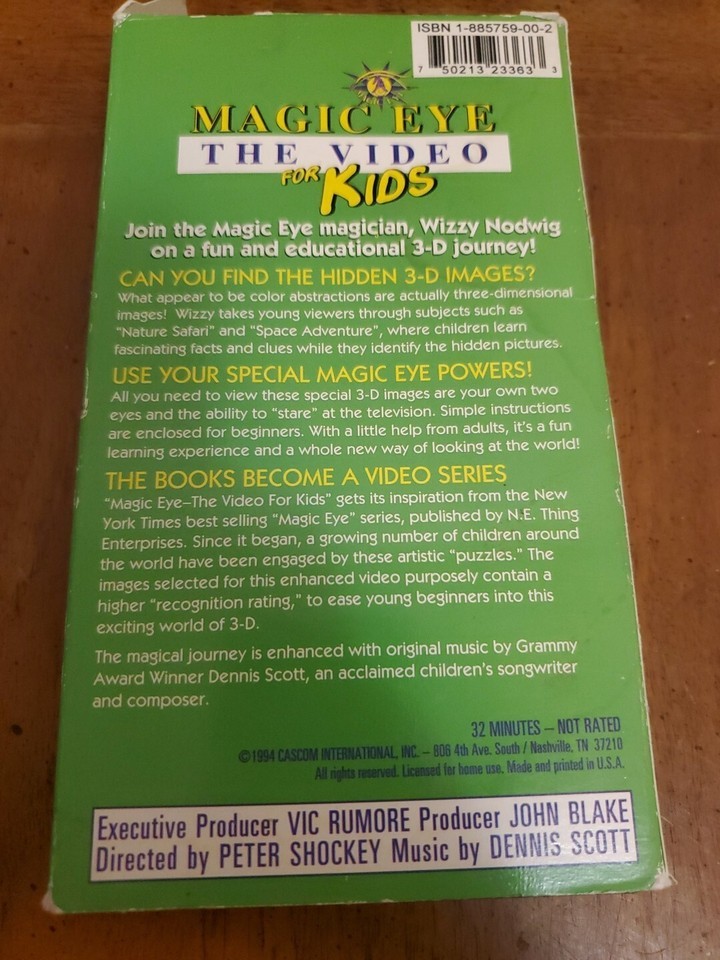 ISBN 1-885759-00-2
7 50213 23363 3
MAGIC EYE
THE VIDEO
FOR KIDS
Join the Magic Eye magician, Wizzy Nodwig
on a fun and educational 3-D journey!
CAN YOU FIND THE HIDDEN 3-D IMAGES?
What appear to be color abstractions are actually three-dimensional
images! Wizzy takes young viewers through subjects such as
"Nature Safari" and "Space Adventure", where children learn
fascinating facts and clues while they identify the hidden pictures.
USE YOUR SPECIAL MAGIC EYE POWERS!
All you need to view these special 3-D images are your own two
eyes and the ability to "stare" at the television. Simple instructions
are enclosed for beginners. With a little help from adults, it's a fun
learning experience and a whole new way of looking at the world!
THE BOOKS BECOME A VIDEO SERIES
"Magic Eye–The Video For Kids" gets its inspiration from the New
York Times best selling "Magic Eye" series, published by N.E. Thing
Enterprises. Since it began, a growing number of children around
the world have been engaged by these artistic "puzzles." The
images selected for this enhanced video purposely contain a
higher "recognition rating," to ease young beginners into this
exciting world of 3-D.
The magical journey is enhanced with original music by Grammy
Award Winner Dennis Scott, an acclaimed children's songwriter
and composer.
32 MINUTES – NOT RATED
©1994 CASCOM INTERNATIONAL, INC. – 806 4th Ave. South / Nashville, TN 37210
All rights reserved. Licensed for home use. Made and printed in U.S.A.
Executive Producer VIC RUMORE Producer JOHN BLAKE
Directed by PETER SHOCKEY Music by DENNIS SCOTT